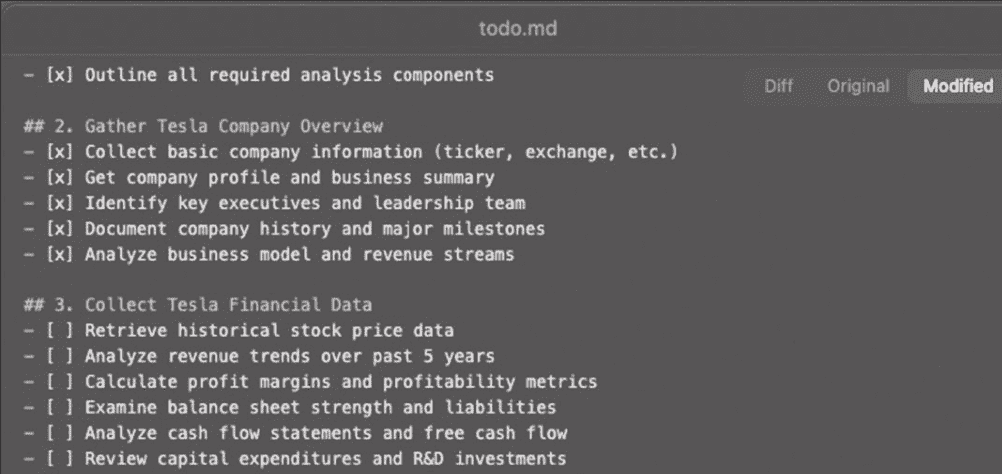 todo.md
- [x] Outline all required analysis components
Diff Original Modified
## 2. Gather Tesla Company Overview
- [x] Collect basic company information (ticker, exchange, etc.)
- [x] Get company profile and business summary
- [x] Identify key executives and leadership team
- [x] Document company history and major milestones
- [x] Analyze business model and revenue streams
## 3. Collect Tesla Financial Data
- [ ] Retrieve historical stock price data
- [ ] Analyze revenue trends over past 5 years
- [ ] Calculate profit margins and profitability metrics
- [ ] Examine balance sheet strength and liabilities
- [ ] Analyze cash flow statements and free cash flow
- [ ] Review capital expenditures and R&D investments